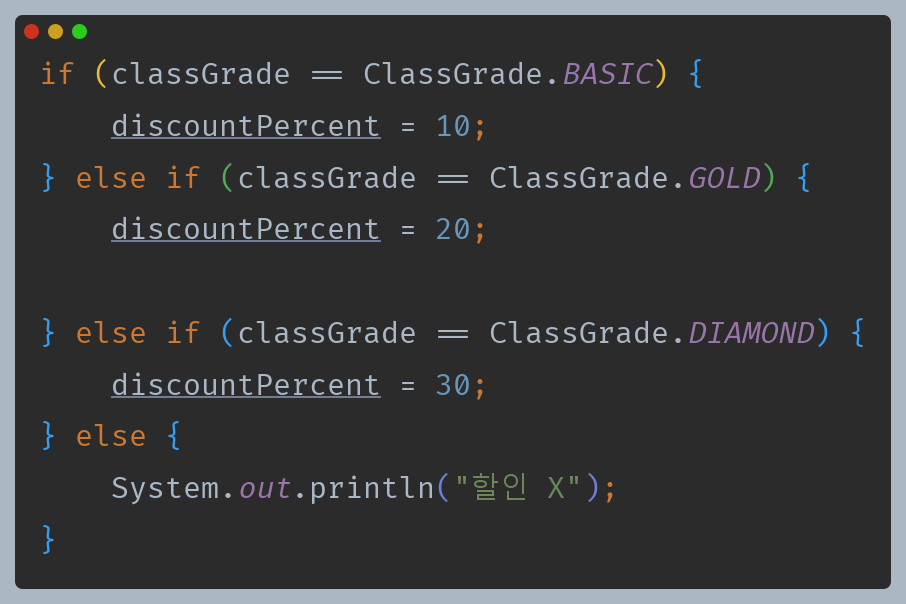 if (classGrade == ClassGrade.BASIC) {
    discountPercent = 10;
} else if (classGrade == ClassGrade.GOLD) {
    discountPercent = 20;

} else if (classGrade == ClassGrade.DIAMOND) {
    discountPercent = 30;
} else {
    System.out.println("할인 X");
}